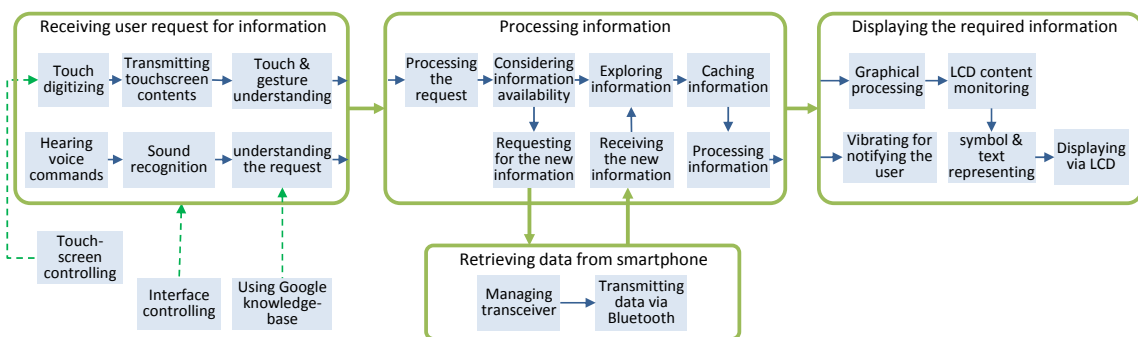 Receiving user request for information
Touch
digitizing
Transmitting
touchscreen
contents
Touch &
gesture
understanding
Hearing
voice
commands
Sound
recognition
understanding
the request
Touch-
screen
controlling
Interface
controlling
Using Google
knowledge-
base
Processing information
Processing
the
request
Considering
information
availability
Exploring
information
Caching
information
Requesting
for the new
information
Receiving
the new
information
Processing
information
Retrieving data from smartphone
Managing
transceiver
Transmitting
data via
Bluetooth
Displaying the required information
Graphical
processing
LCD content
monitoring
Vibrating for
notifying the
user
symbol &
text
representing
Displaying
via LCD